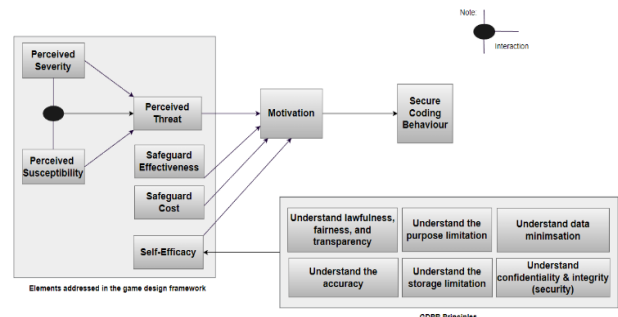 Note:
interaction
Perceived
Severity
Perceived
Susceptibility
Perceived
Threat
Safeguard
Effectiveness
Safeguard
Cost
Self-Efficacy
Motivation
Secure
Coding
Behaviour
Understand lawfulness,
fairness, and
transparency
Understand the
purpose limitation
Understand data
minimsation
Understand the
accuracy
Understand the
storage limitation
Understand
confidentiality & integrity
(security)
Elements addressed in the game design framework
GDPR Principles